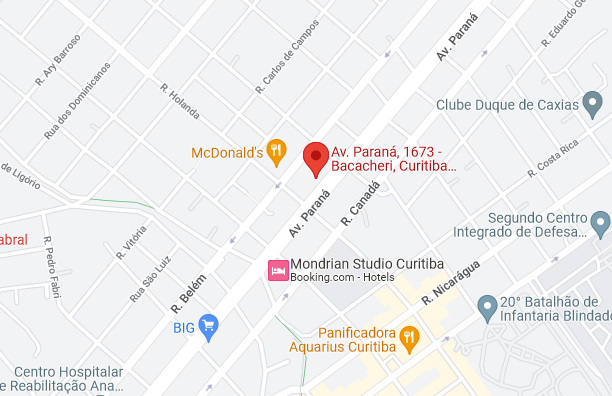 R. Ary Barroso
R. Carlos de Campos
Av. Paraná
R. Eduardo G
Rua dos Dominicanos
R. Holanda
Clube Duque de Caxias
McDonald's
Av. Paraná, 1673 -
Bacacheri, Curitiba...
R. Costa Rica
de Ligório
R. Canadá
Av. Paraná
Segundo Centro
Integrado de Defesa...
abral
R. Vitória
R. Pedro Fabri
Rua São Luiz
R. Belém
Mondrian Studio Curitiba
Booking.com - Hotels
R. Nicarágua
20° Batalhão de
Infantaria Blindado
BIG
Panificadora
Aquarius Curitiba
Centro Hospitalar
e Reabilitação Ana...